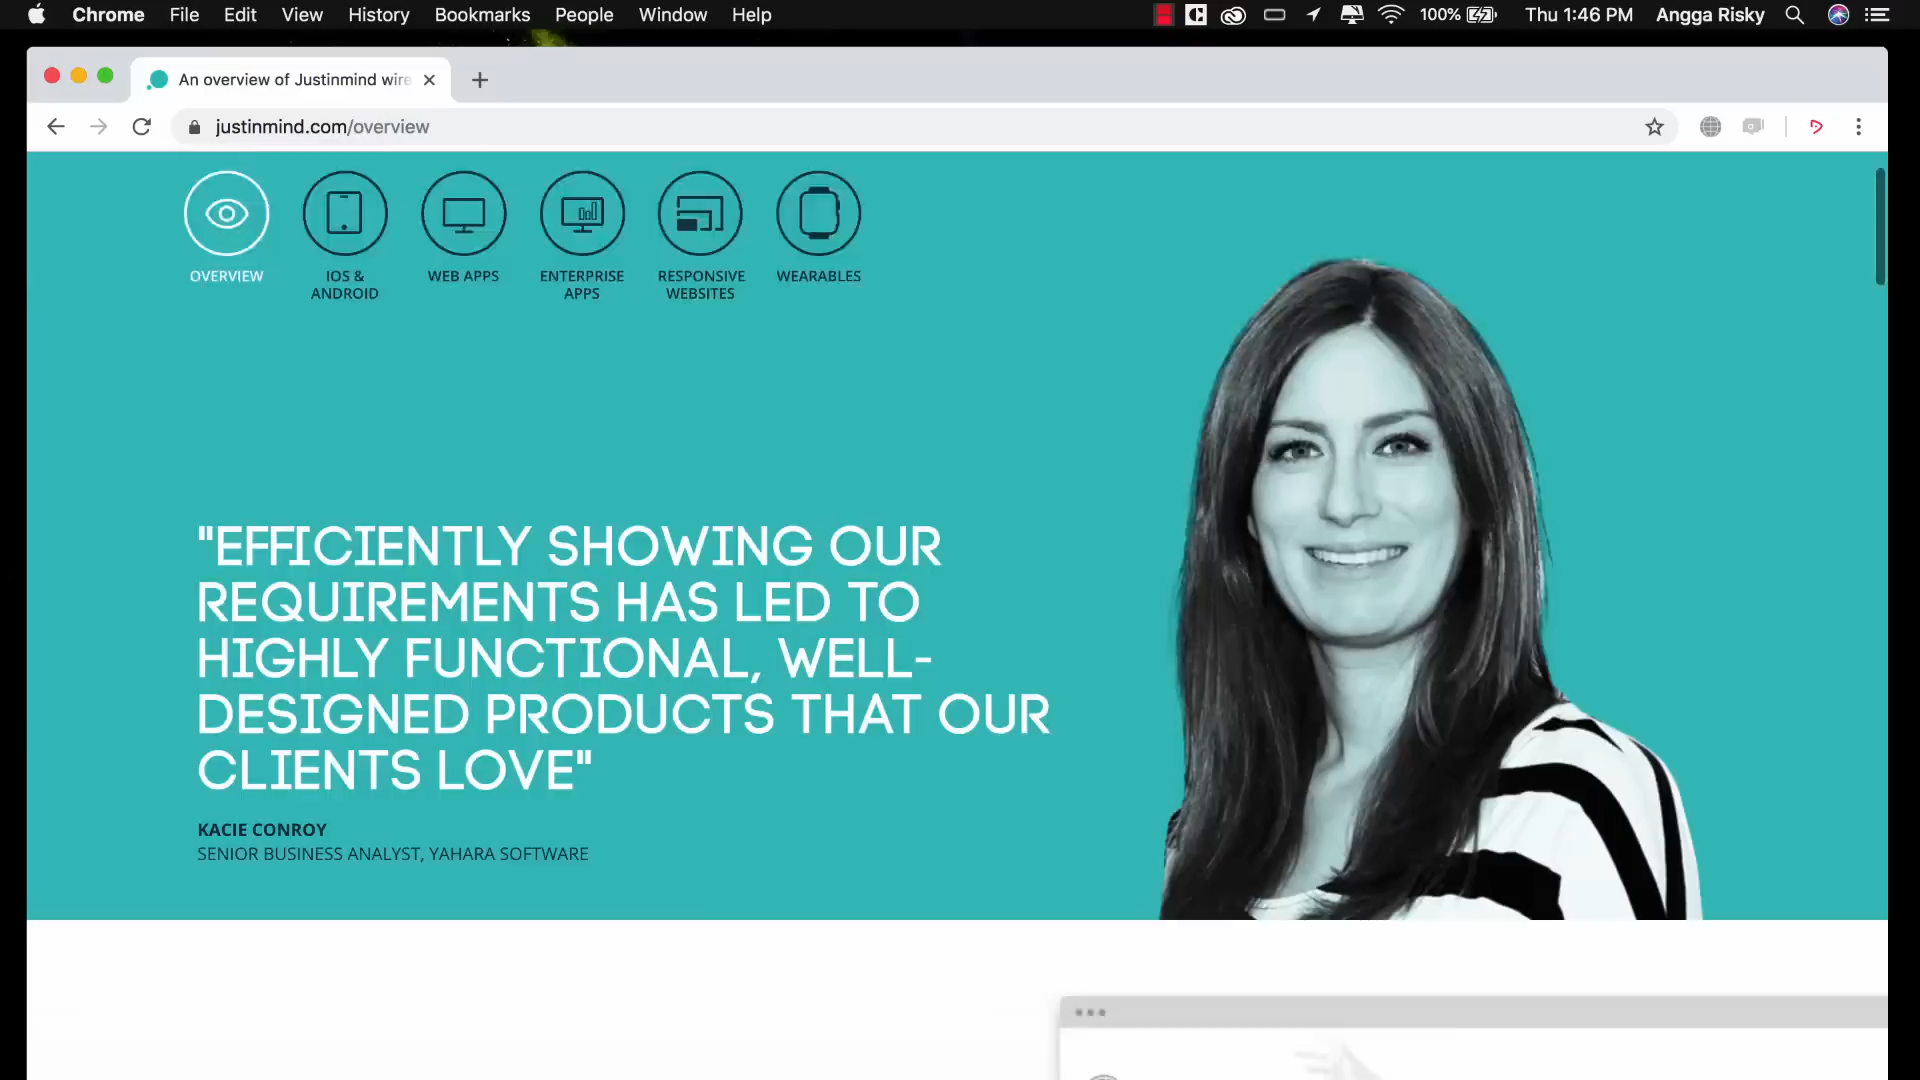 Chrome File Edit View History Bookmarks People Window Help 100% Thu 1:46 PM Angga Risky
An overview of Justinmind wire
justinmind.com/overview
OVERVIEW
IOS &
ANDROID
WEB APPS
ENTERPRISE
APPS
RESPONSIVE
WEBSITES
WEARABLES
"EFFICIENTLY SHOWING OUR
REQUIREMENTS HAS LED TO
HIGHLY FUNCTIONAL, WELL-
DESIGNED PRODUCTS THAT OUR
CLIENTS LOVE"
KACIE CONROY
SENIOR BUSINESS ANALYST, YAHARA SOFTWARE